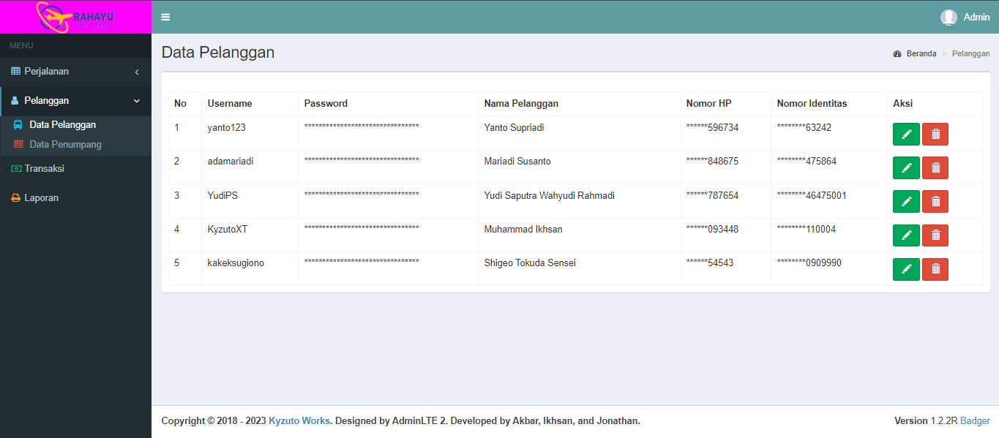 RAHAYU
Admin
MENU
Data Pelanggan
Beranda > Pelanggan
Perjalanan
Pelanggan
Data Pelanggan
Data Penumpang
Transaksi
Laporan
No Username Password Nama Pelanggan Nomor HP Nomor Identitas Aksi
1 yanto123 ******************************** Yanto Supriadi ******596734 ********63242
2 adamariadi ******************************** Mariadi Susanto ******848675 ********475864
3 YudiPS ******************************** Yudi Saputra Wahyudi Rahmadi ******787654 ********46475001
4 KyzutoXT ******************************** Muhammad Ikhsan ******093448 ********110004
5 kakeksugiono ******************************** Shigeo Tokuda Sensei ******54543 ********0909990
Copyright © 2018 - 2023 Kyzuto Works. Designed by AdminLTE 2. Developed by Akbar, Ikhsan, and Jonathan.
Version 1.2.2R Badger